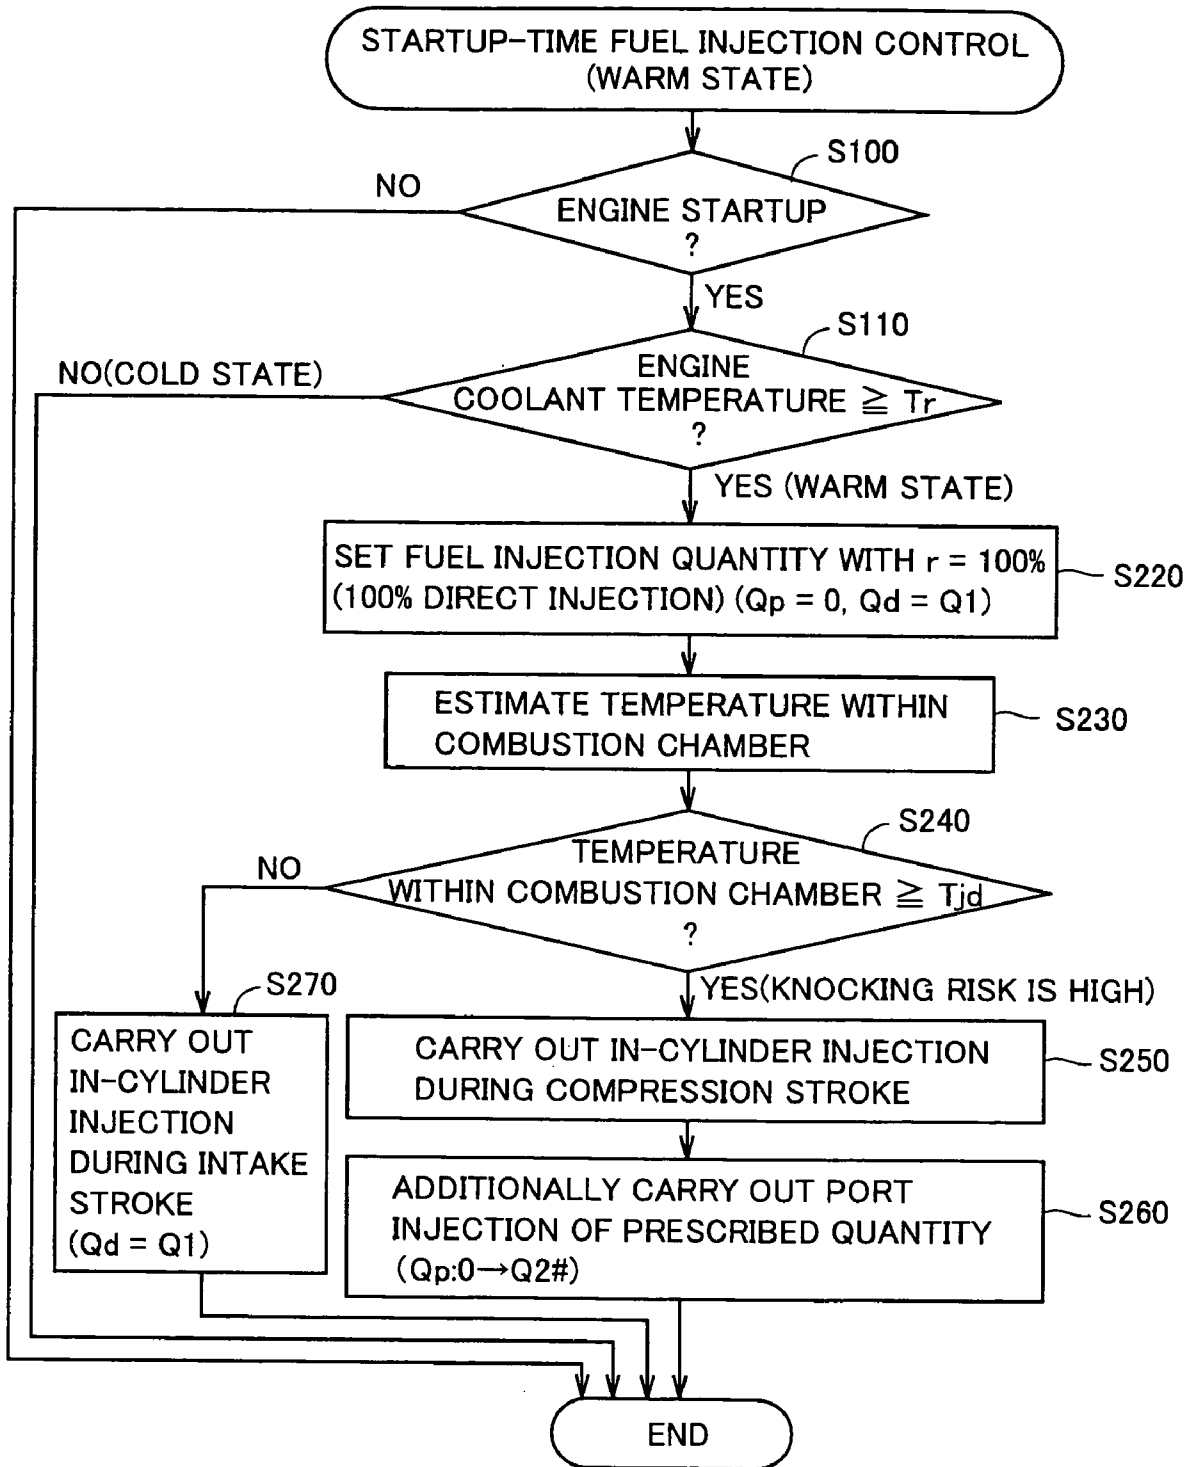 STARTUP-TIME FUEL INJECTION CONTROL
(WARM STATE)
S100
NO
ENGINE STARTUP
?
YES
S110
NO(COLD STATE)
ENGINE
COOLANT TEMPERATURE ≧ Tr
?
YES (WARM STATE)
SET FUEL INJECTION QUANTITY WITH r = 100%
(100% DIRECT INJECTION) (Qp = 0, Qd = Q1)
S220
ESTIMATE TEMPERATURE WITHIN
COMBUSTION CHAMBER
S230
S240
NO
TEMPERATURE
WITHIN COMBUSTION CHAMBER ≧ Tjd
?
YES(KNOCKING RISK IS HIGH)
S270
CARRY OUT
IN-CYLINDER
INJECTION
DURING INTAKE
STROKE
(Qd = Q1)
CARRY OUT IN-CYLINDER INJECTION
DURING COMPRESSION STROKE
S250
ADDITIONALLY CARRY OUT PORT
INJECTION OF PRESCRIBED QUANTITY
(Qp:0→Q2#)
S260
END